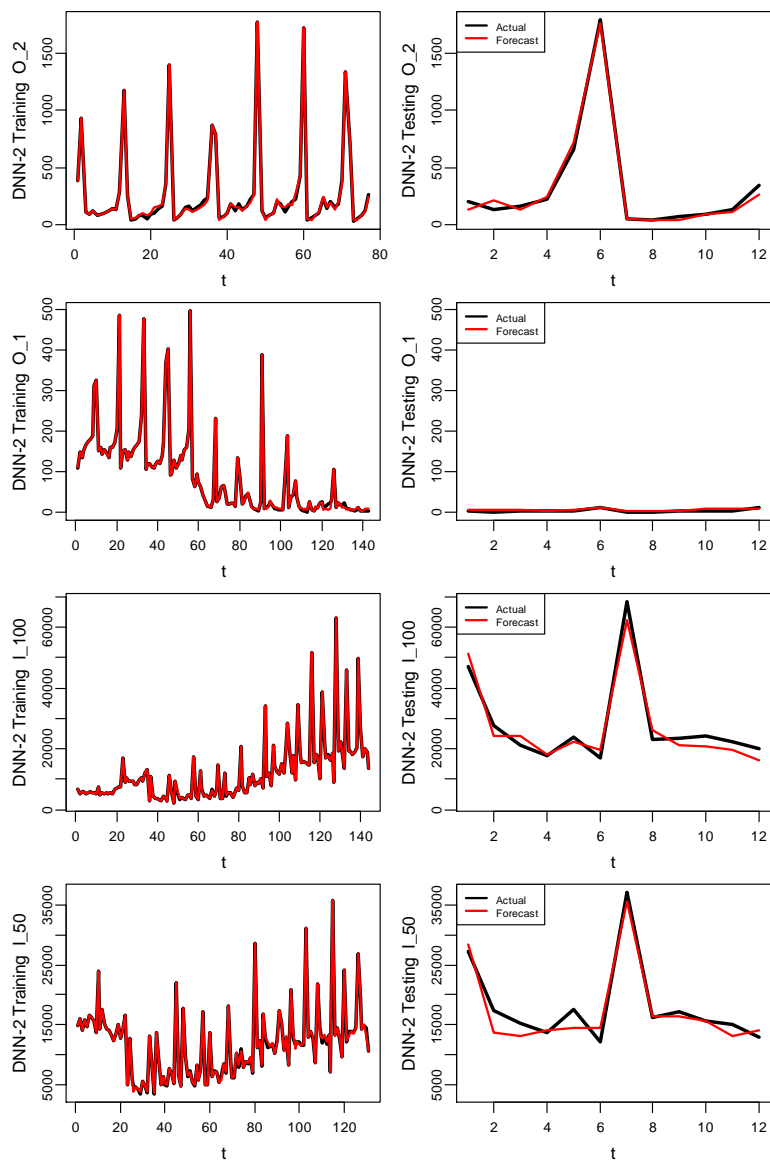 DNN-2 Training O_2
0 500 1000 1500
0 20 40 60 80
t
DNN-2 Testing O_2
0 500 1000 1500
Actual
Forecast
2 4 6 8 10 12
t
DNN-2 Training O_1
0 100 200 300 400 500
0 20 40 60 80 100 120 140
t
DNN-2 Testing O_1
0 100 200 300 400 500
Actual
Forecast
2 4 6 8 10 12
t
DNN-2 Training I_100
0 20000 40000 60000
0 20 40 60 80 100 120 140
t
DNN-2 Testing I_100
0 20000 40000 60000
Actual
Forecast
2 4 6 8 10 12
t
DNN-2 Training I_50
5000 15000 25000 35000
0 20 40 60 80 100 120
t
DNN-2 Testing I_50
5000 15000 25000 35000
Actual
Forecast
2 4 6 8 10 12
t